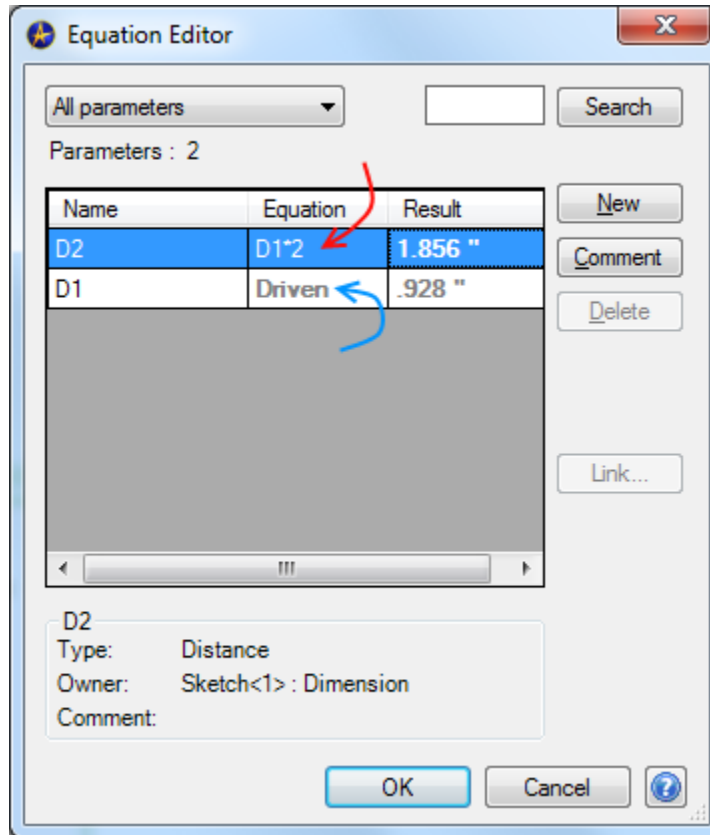 Equation Editor
All parameters
Search
Parameters : 2
Name Equation Result
New
D2 D1*2 1.856 "
Comment
D1 Driven .928 "
Delete
Link...
D2
Type: Distance
Owner: Sketch<1> : Dimension
Comment:
OK Cancel